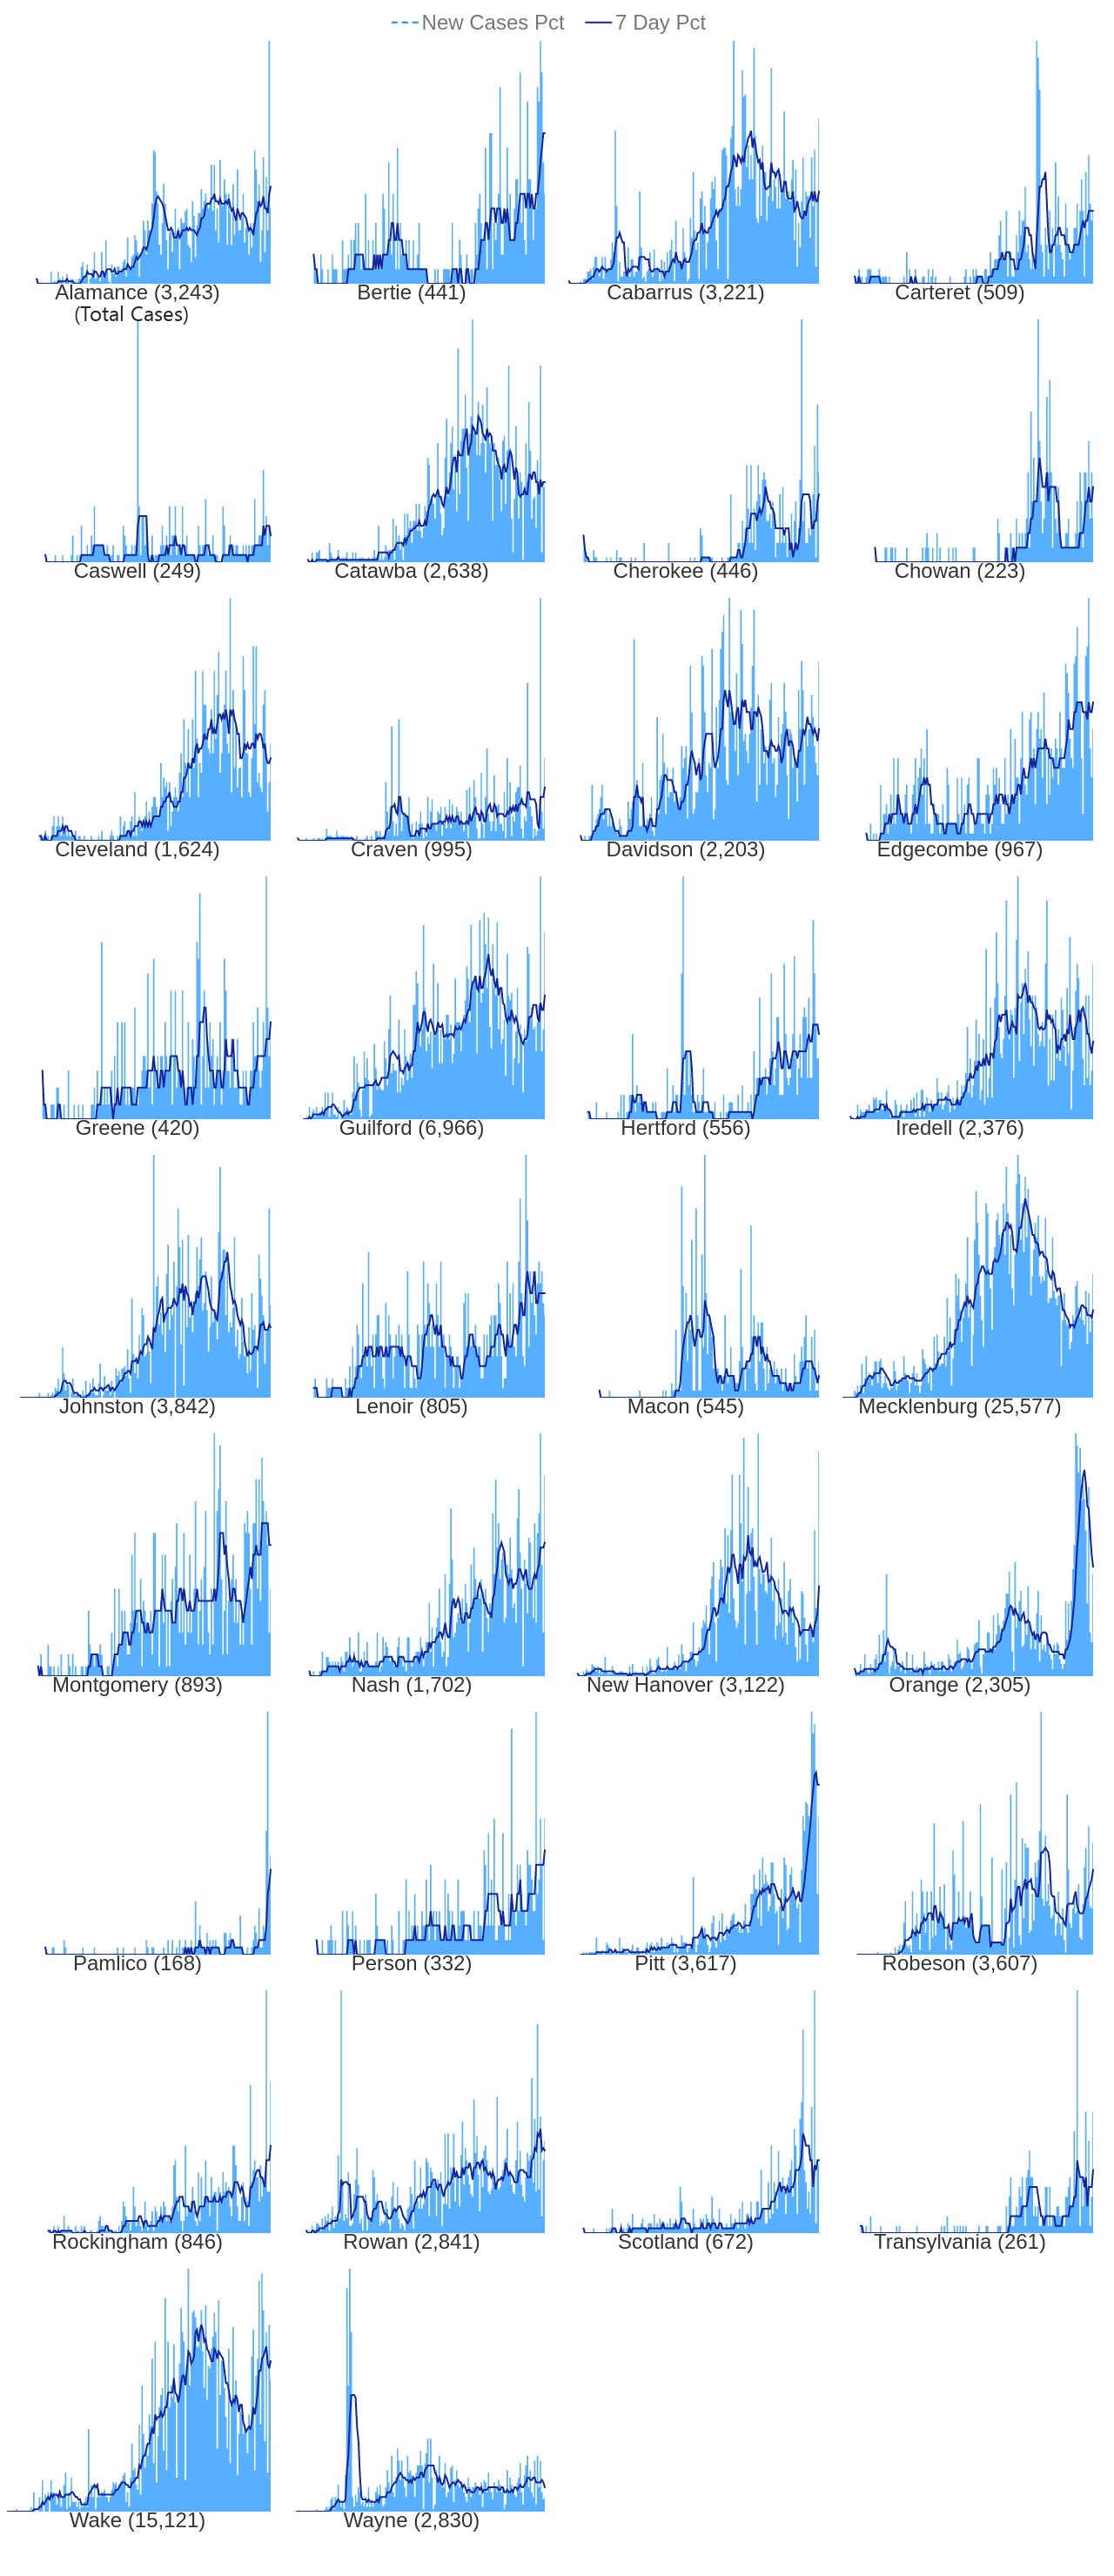 New Cases Pct 7 Day Pct
Alamance (3,243) Bertie (441) Cabarrus (3,221) Carteret (509)
(Total Cases)
Caswell (249) Catawba (2,638) Cherokee (446) Chowan (223)
Cleveland (1,624) Craven (995) Davidson (2,203) Edgecombe (967)
Greene (420) Guilford (6,966) Hertford (556) Iredell (2,376)
Johnston (3,842) Lenoir (805) Macon (545) Mecklenburg (25,577)
Montgomery (893) Nash (1,702) New Hanover (3,122) Orange (2,305)
Pamlico (168) Person (332) Pitt (3,617) Robeson (3,607)
Rockingham (846) Rowan (2,841) Scotland (672) Transylvania (261)
Wake (15,121) Wayne (2,830)